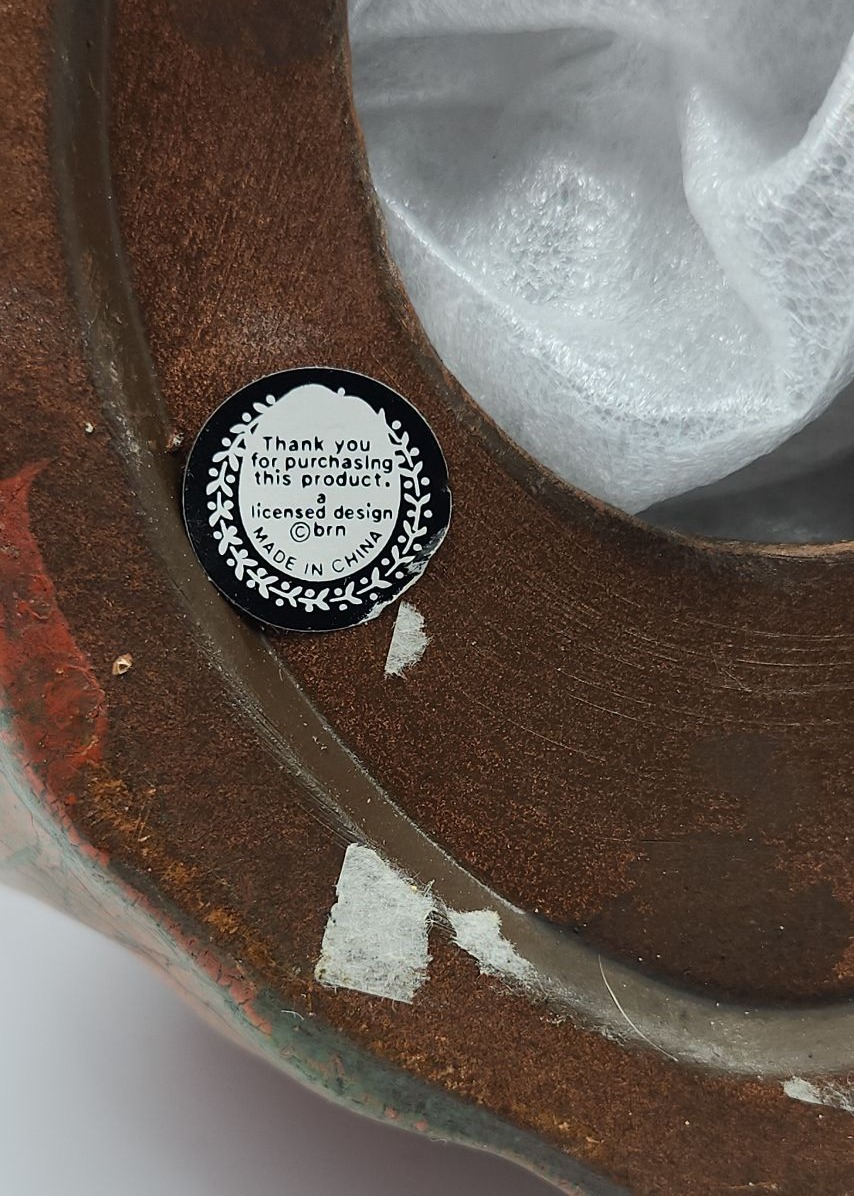 Thank you
for purchasing
this product.
a
licensed design
©brn
MADE IN CHINA